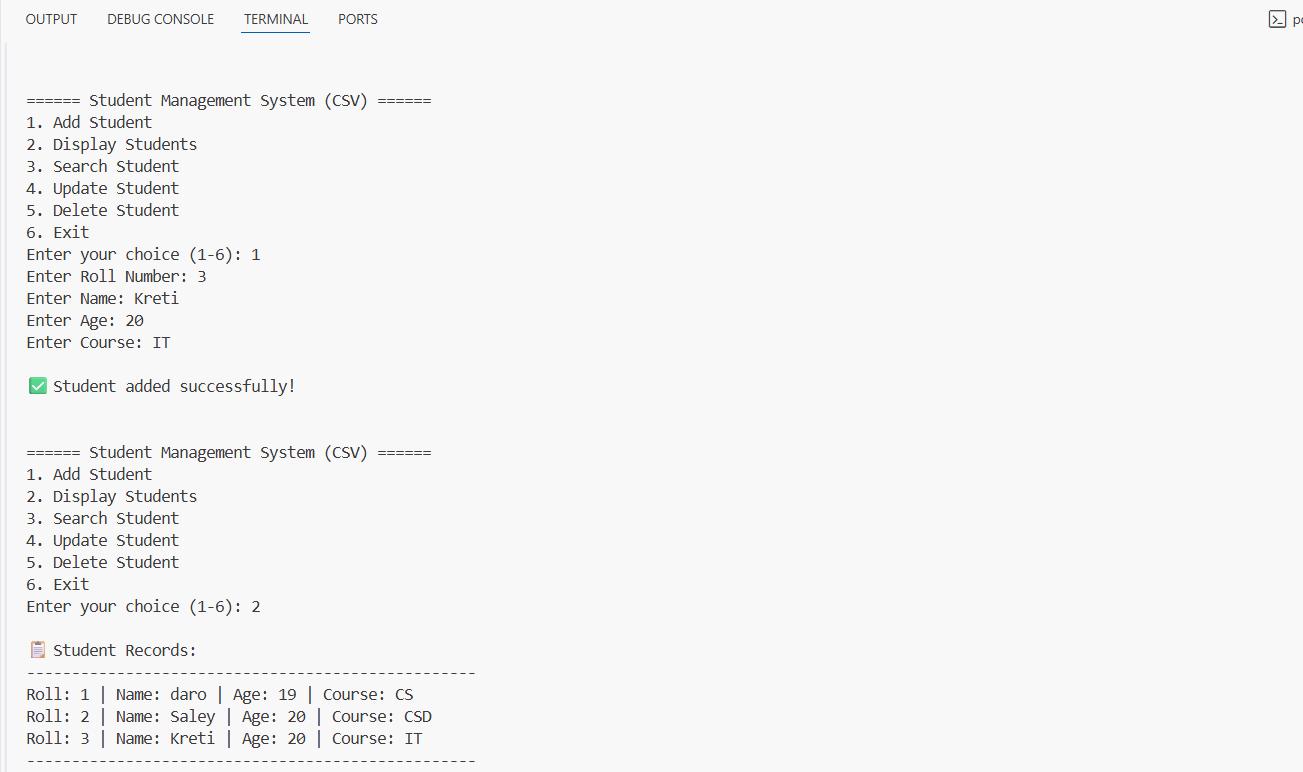 OUTPUT DEBUG CONSOLE TERMINAL PORTS
====== Student Management System (CSV) ======
1. Add Student
2. Display Students
3. Search Student
4. Update Student
5. Delete Student
6. Exit
Enter your choice (1-6): 1
Enter Roll Number: 3
Enter Name: Kreti
Enter Age: 20
Enter Course: IT
✅ Student added successfully!
====== Student Management System (CSV) ======
1. Add Student
2. Display Students
3. Search Student
4. Update Student
5. Delete Student
6. Exit
Enter your choice (1-6): 2
📋 Student Records:
--------------------------------------------------
Roll: 1 | Name: daro | Age: 19 | Course: CS
Roll: 2 | Name: Saley | Age: 20 | Course: CSD
Roll: 3 | Name: Kreti | Age: 20 | Course: IT
--------------------------------------------------